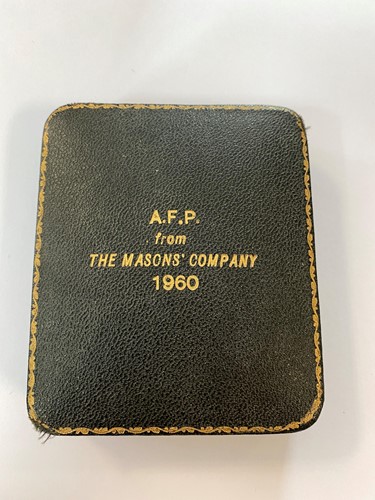 A.F.P.
from
THE MASONS' COMPANY
1960